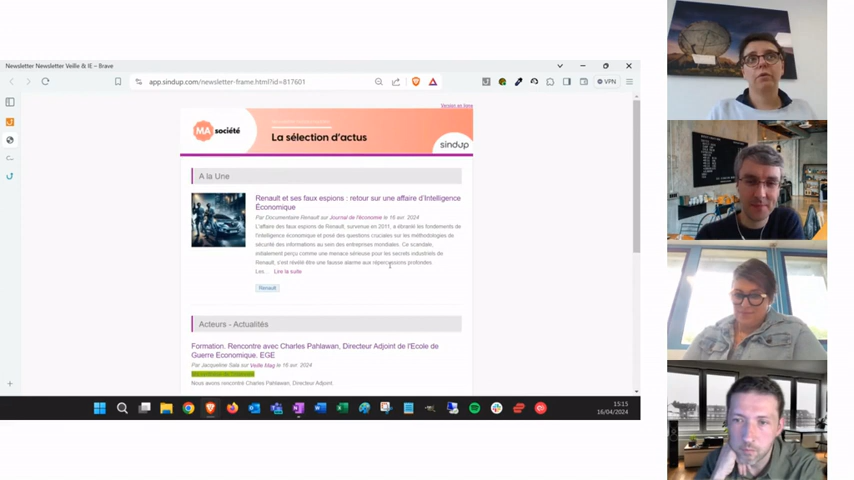 Newsletter Newsletter Veille & IE - Brave
app.sindup.com/newsletter-frame.html?id=817601
VPN
Version en ligne
MA société
La sélection d'actus
sindup
A la Une
Renault et ses faux espions : retour sur une affaire d'Intelligence
Économique
Par Documentaire Renault sur Journal de l'économie le 16 avr. 2024
L'affaire des faux espions de Renault, survenue en 2011, a ébranlé les fondements de
l'intelligence économique et posé des questions cruciales sur les méthodologies de
sécurité des informations au sein des entreprises mondiales. Ce scandale,
initialement perçu comme une menace sérieuse pour les secrets industriels de
Renault, s'est révélé être une fausse alarme aux répercussions profondes
Les... Lire la suite
Renault
Acteurs - Actualités
Formation. Rencontre avec Charles Pahlawan, Directeur Adjoint de l'Ecole de
Guerre Economique. EGE
Par Jacqueline Sala sur Veille Mag le 16 avr. 2024
Nous avons rencontré Charles Pahlawan, Directeur Adjoint.
15:15
16/04/2024